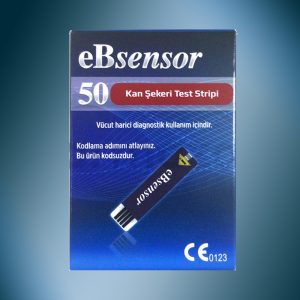 eBsensor
50 Kan Şekeri Test Stripi
Vücut harici diagnostik kullanım içindir.
Kodlama adımını atlayınız.
Bu ürün kodsuzdur.
eBsensor
CE 0123